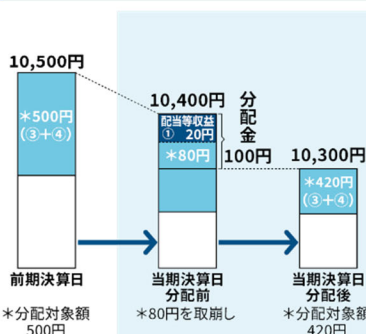 10,500円
*500円
(③+④)
10,400円
分配金
配当等収益
① 20円
*80円
100円
10,300円
*420円
(③+④)
前期決算日
当期決算日
分配前
当期決算日
分配後
*分配対象額
500円
*80円を取崩し
*分配対象額
420円